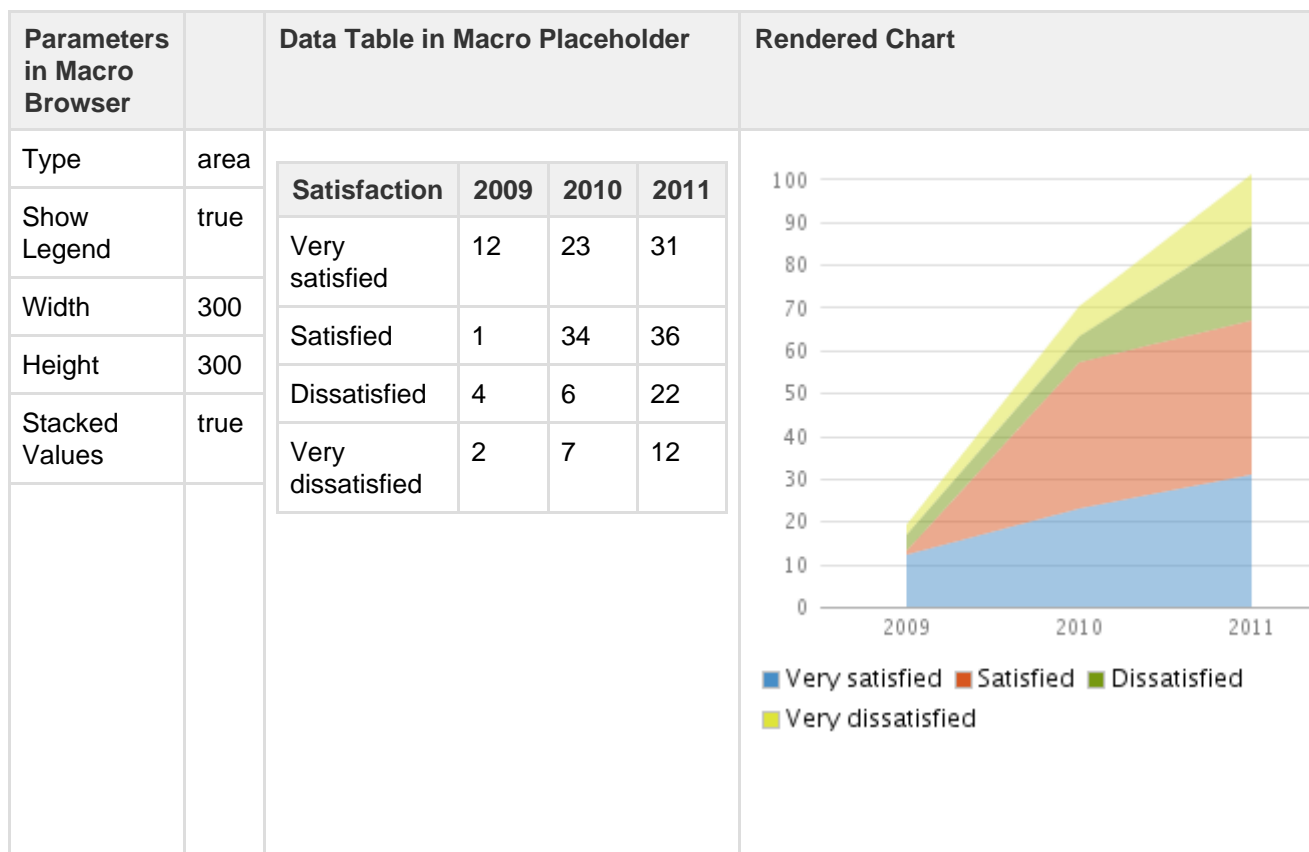 Parameters
in Macro
Browser
Data Table in Macro Placeholder
Rendered Chart
Type area
Show
Legend
true
Width 300
Height 300
Stacked
Values
true
Satisfaction 2009 2010 2011
Very
satisfied
12 23 31
Satisfied 1 34 36
Dissatisfied 4 6 22
Very
dissatisfied
2 7 12
100
90
80
70
60
50
40
30
20
10
0
2009 2010 2011
Very satisfied Satisfied Dissatisfied
Very dissatisfied